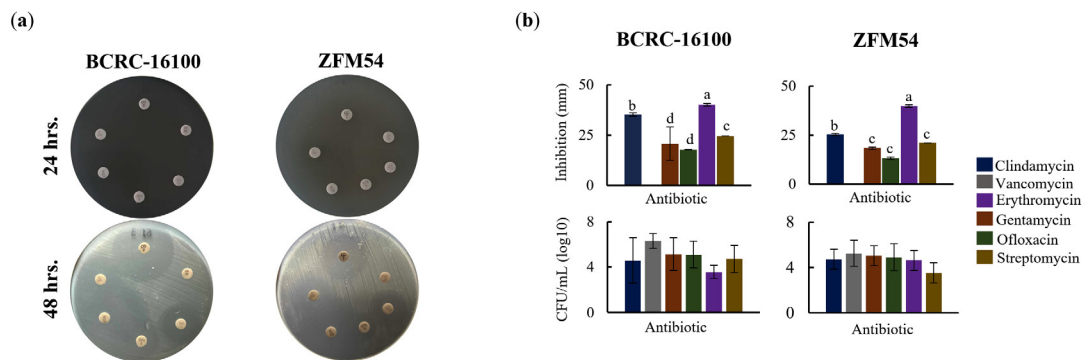 (a)
BCRC-16100
ZFM54
24 hrs.
48 hrs.
(b)
BCRC-16100
ZFM54
Inhibition (mm)
50
25
0
b
d
d
a
c
Antibiotic
50
25
0
b
c
c
a
c
Antibiotic
CFU/mL (log10)
8
4
0
Antibiotic
8
4
0
Antibiotic
Clindamycin
Vancomycin
Erythromycin
Gentamycin
Ofloxacin
Streptomycin